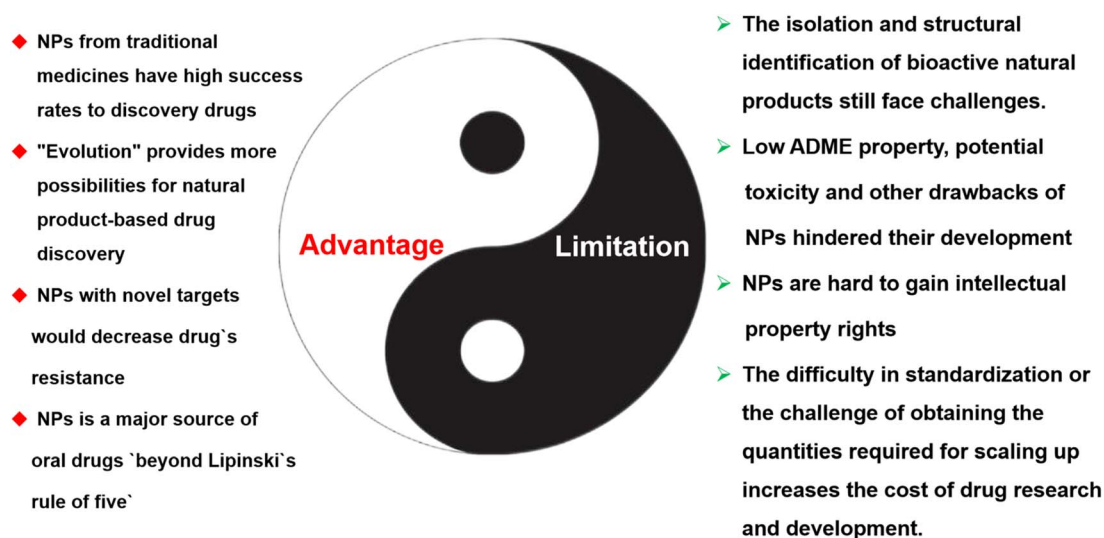 NPs from traditional
medicines have high success
rates to discovery drugs
"Evolution" provides more
possibilities for natural
product-based drug
discovery
NPs with novel targets
would decrease drug`s
resistance
NPs is a major source of
oral drugs `beyond Lipinski`s
rule of five`
Advantage
Limitation
The isolation and structural
identification of bioactive natural
products still face challenges.
Low ADME property, potential
toxicity and other drawbacks of
NPs hindered their development
NPs are hard to gain intellectual
property rights
The difficulty in standardization or
the challenge of obtaining the
quantities required for scaling up
increases the cost of drug research
and development.